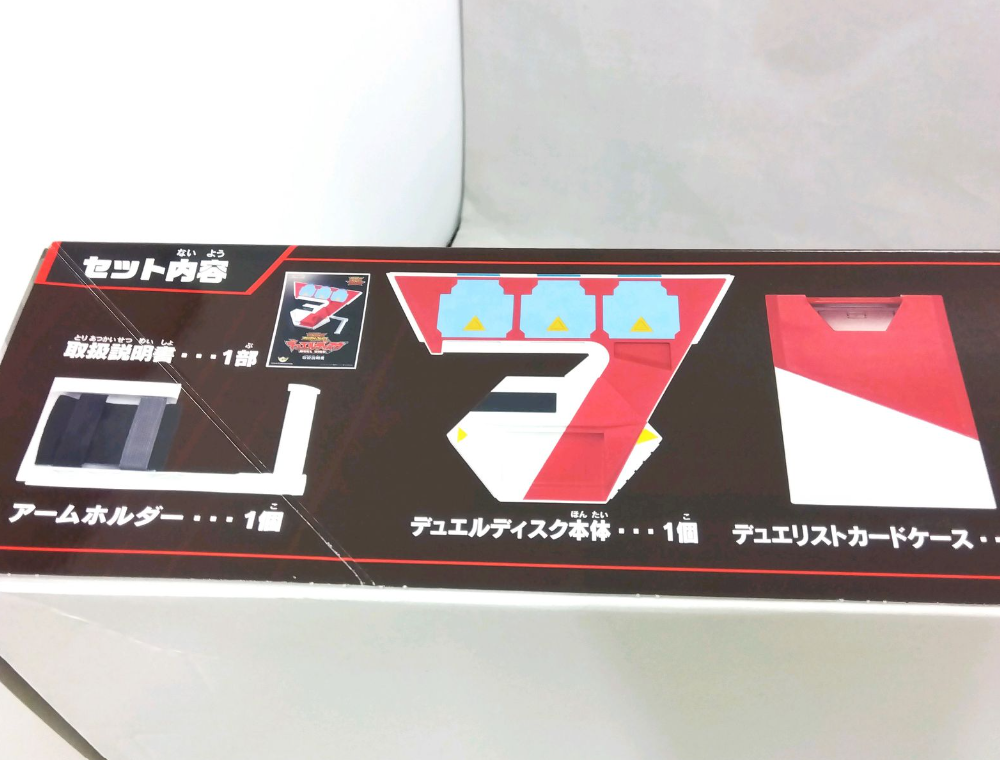 ない よう
セット内容
とりあつかいせつ めい しょ ぶ
取扱説明書・・・1部
こ
アームホルダー・・・1個
ほん たい こ
デュエルディスク本体・・・1個
デュエリストカードケース・・